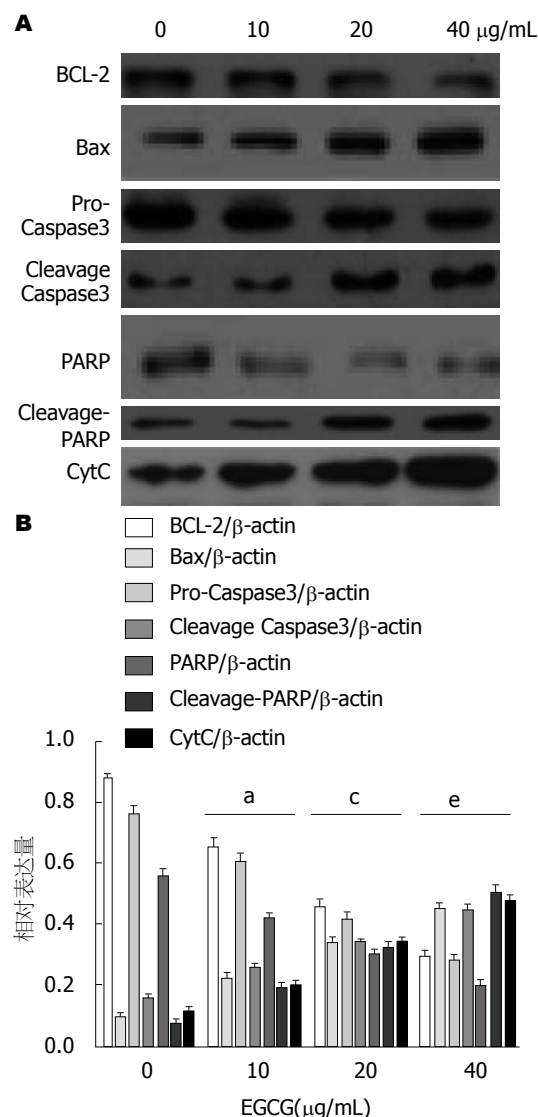 A
0 10 20 40 μg/mL
BCL-2
Bax
Pro-
Caspase3
Cleavage
Caspase3
PARP
Cleavage-
PARP
CytC
B
BCL-2/β-actin
Bax/β-actin
Pro-Caspase3/β-actin
Cleavage Caspase3/β-actin
PARP/β-actin
Cleavage-PARP/β-actin
CytC/β-actin
1.0
0.8
0.6
0.4
0.2
0.0
相对表达量
a c e
0 10 20 40
EGCG(μg/mL)